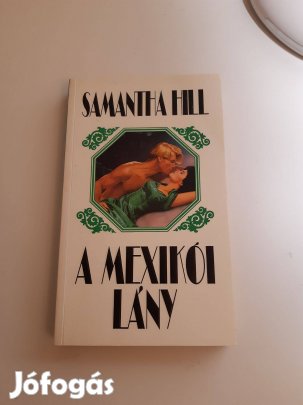 SAMANTHA HILL
A MEXIKÓI
LÁNY
Jófogás